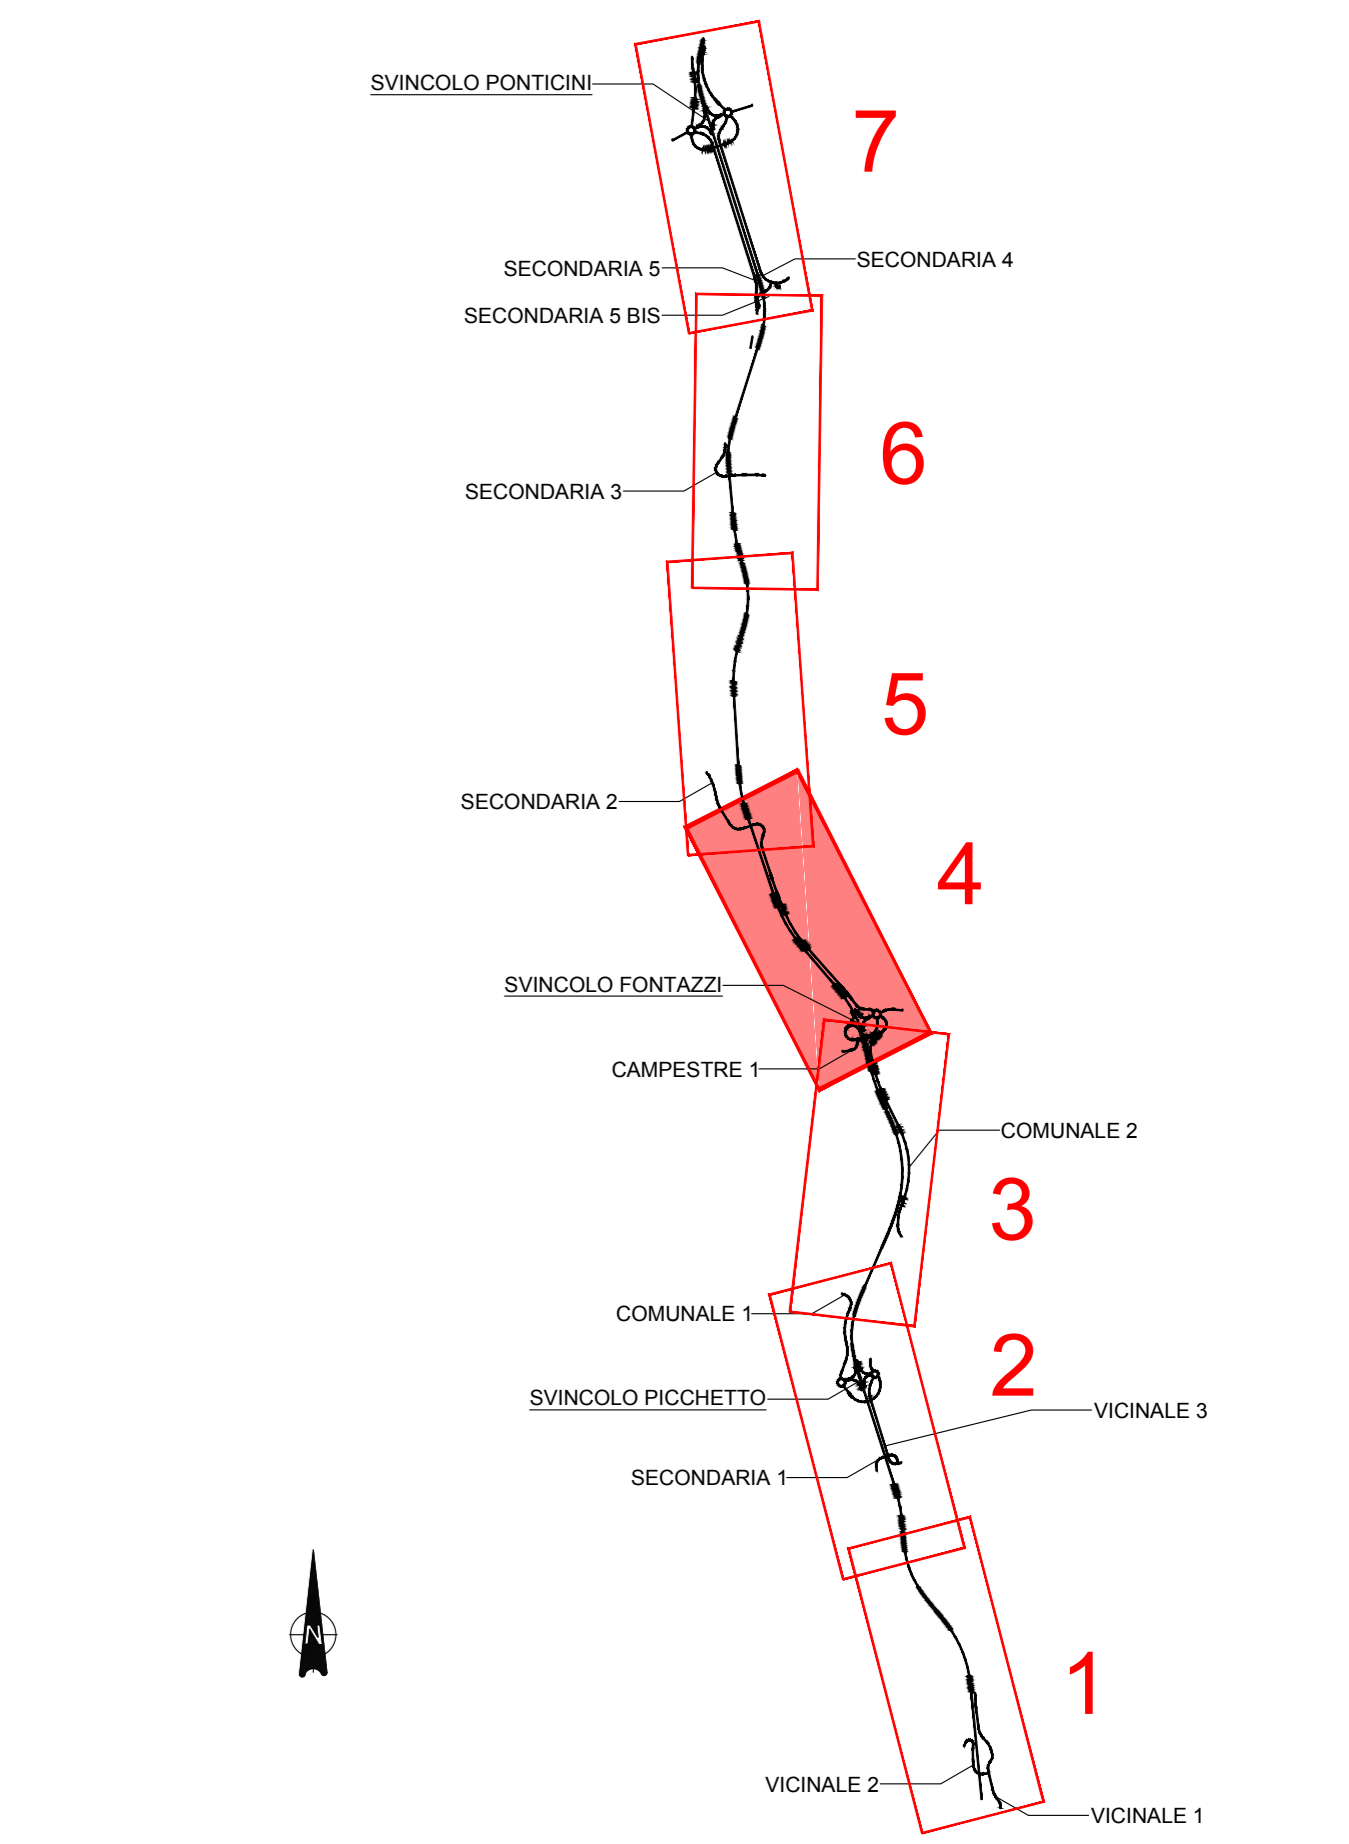 SVINCOLO PONTICINI
7
SECONDARIA 4
SECONDARIA 5
SECONDARIA 5 BIS
6
SECONDARIA 3
5
SECONDARIA 2
4
SVINCOLO FONTAZZI
CAMPESTRE 1
COMUNALE 2
3
COMUNALE 1
2
SVINCOLO PICCHETTO
VICINALE 3
SECONDARIA 1
N
1
VICINALE 2
VICINALE 1